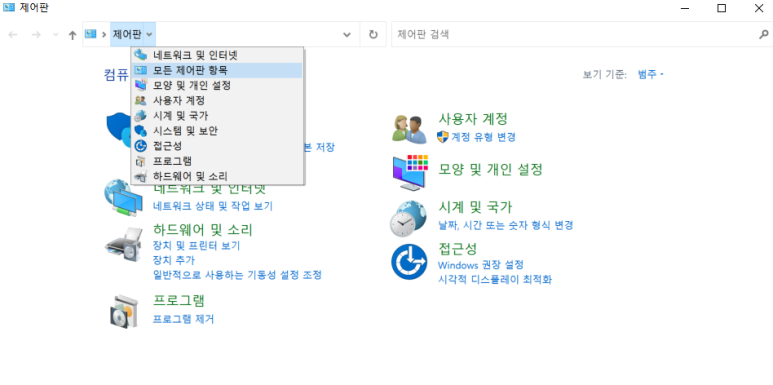 제어판
제어판
제어판 검색
네트워크 및 인터넷
모든 제어판 항목
모양 및 개인 설정
사용자 계정
시계 및 국가
시스템 및 보안
접근성
프로그램
하드웨어 및 소리
컴퓨
보기 기준: 범주
본 저장
네트워크 및 인터넷
네트워크 상태 및 작업 보기
하드웨어 및 소리
장치 및 프린터 보기
장치 추가
일반적으로 사용하는 기동성 설정 조정
프로그램
프로그램 제거
사용자 계정
계정 유형 변경
모양 및 개인 설정
시계 및 국가
날짜, 시간 또는 숫자 형식 변경
접근성
Windows 권장 설정
시각적 디스플레이 최적화